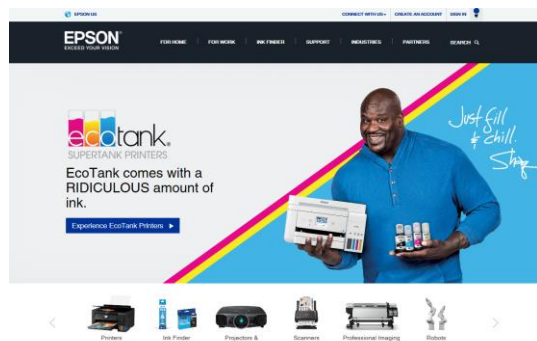 EPSON US
CONNECT WITH US
CREATE AN ACCOUNT
SIGN IN
EPSON
EXCEED YOUR VISION
FOR HOME
FOR WORK
INK FINDER
SUPPORT
INDUSTRIES
PARTNERS
SEARCH
ecotank.
SUPERTANK PRINTERS
EcoTank comes with a
RIDICULOUS amount of
ink.
Experience EcoTank Printers
Just fill
& chill.
Shaq
Printers
Ink Finder
Projectors &
Scanners
Professional Imaging
Robots